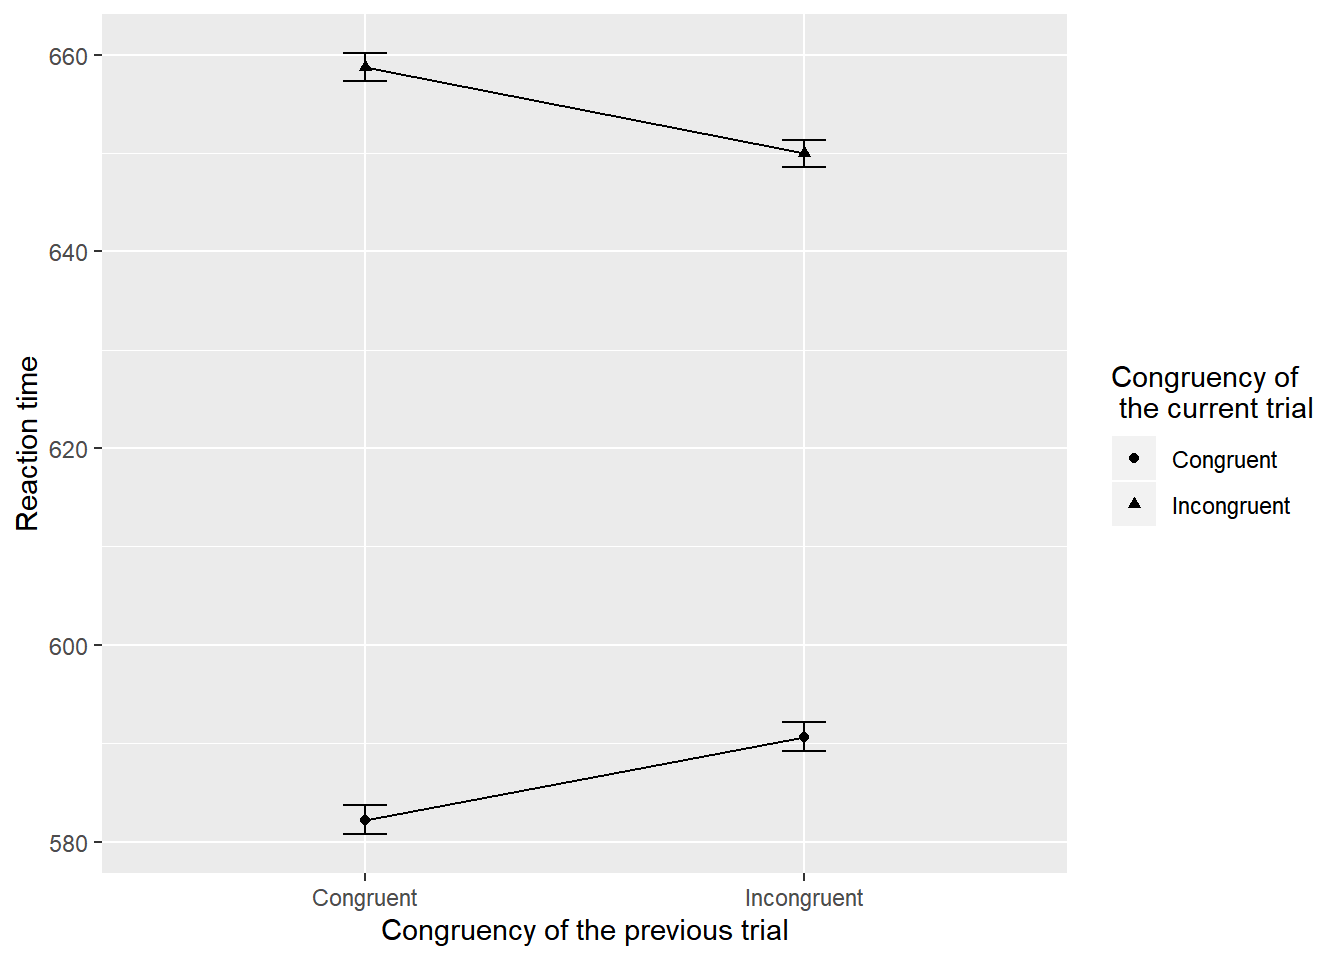 660
640
620
600
580
Reaction time
Congruent
Incongruent
Congruency of the previous trial
Congruency of
the current trial
Congruent
Incongruent